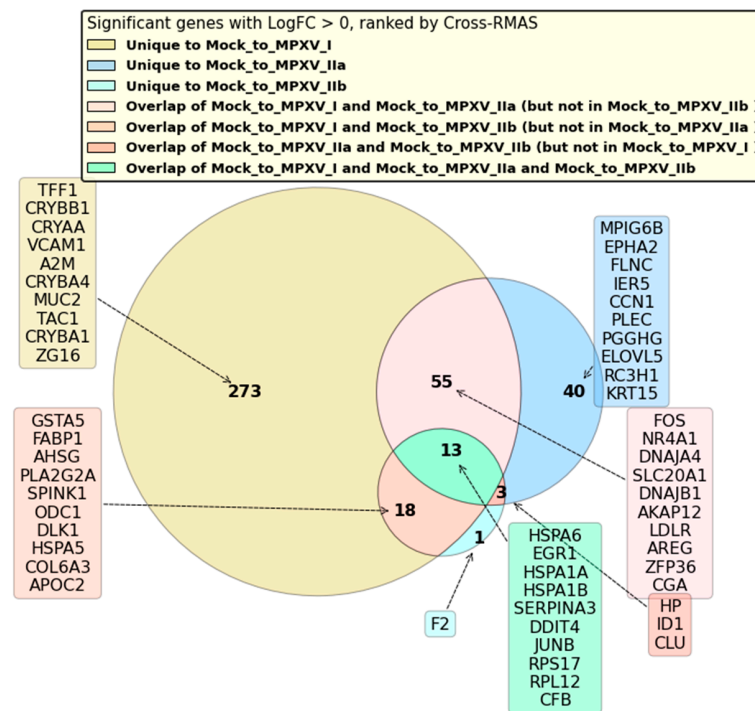 Significant genes with LogFC > 0, ranked by Cross-RMAS
Unique to Mock_to_MPXV_I
Unique to Mock_to_MPXV_IIa
Unique to Mock_to_MPXV_IIb
Overlap of Mock_to_MPXV_I and Mock_to_MPXV_IIa (but not in Mock_to_MPXV_IIb )
Overlap of Mock_to_MPXV_I and Mock_to_MPXV_IIb (but not in Mock_to_MPXV_IIa )
Overlap of Mock_to_MPXV_IIa and Mock_to_MPXV_IIb (but not in Mock_to_MPXV_I )
Overlap of Mock_to_MPXV_I and Mock_to_MPXV_IIa and Mock_to_MPXV_IIb
TFF1
CRYBB1
CRYAA
VCAM1
A2M
CRYBA4
MUC2
TAC1
CRYBA1
ZG16
MPIG6B
EPHA2
FLNC
IER5
CCN1
PLEC
PGGHG
ELOVL5
RC3H1
KRT15
273
55
40
13
3
18
1
GSTA5
FABP1
AHSG
PLA2G2A
SPINK1
ODC1
DLK1
HSPA5
COL6A3
APOC2
FOS
NR4A1
DNAJA4
SLC20A1
DNAJB1
AKAP12
LDLR
AREG
ZFP36
CGA
HP
ID1
CLU
F2
HSPA6
EGR1
HSPA1A
HSPA1B
SERPINA3
DDIT4
JUNB
RPS17
RPL12
CFB